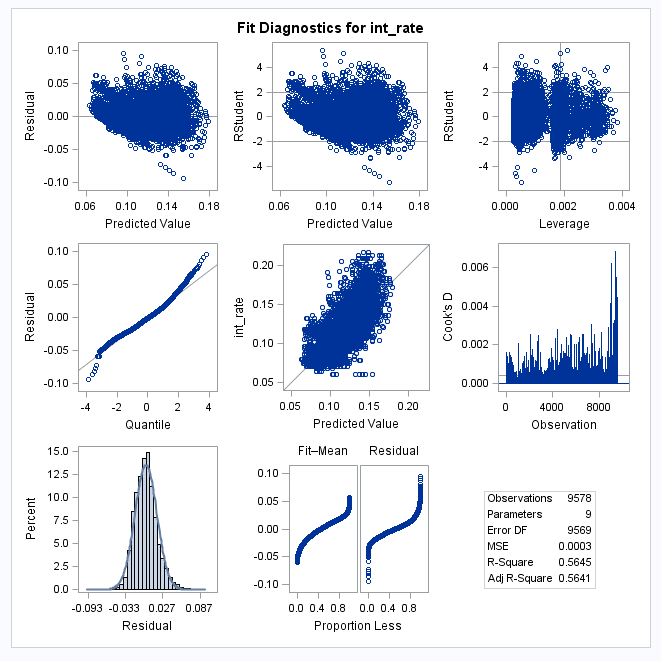 Fit Diagnostics for int_rate
0.10
0.05
0.00
-0.05
-0.10
Residual
0.06 0.10 0.14 0.18
Predicted Value
4
2
0
-2
-4
RStudent
0.06 0.10 0.14 0.18
Predicted Value
4
2
0
-2
-4
RStudent
0.000 0.002 0.004
Leverage
0.10
0.05
0.00
-0.05
-0.10
Residual
-4 -2 0 2 4
Quantile
0.20
0.15
0.10
0.05
int_rate
0.05 0.10 0.15 0.20
Predicted Value
0.006
0.004
0.002
0.000
Cook's D
0 4000 8000
Observation
15.0
12.5
10.0
7.5
5.0
2.5
0.0
Percent
-0.093 -0.033 0.027 0.087
Residual
Fit–Mean Residual
0.10
0.05
0.00
-0.05
-0.10
0.0 0.4 0.8 0.0 0.4 0.8
Proportion Less
Observations 9578
Parameters 9
Error DF 9569
MSE 0.0003
R-Square 0.5645
Adj R-Square 0.5641